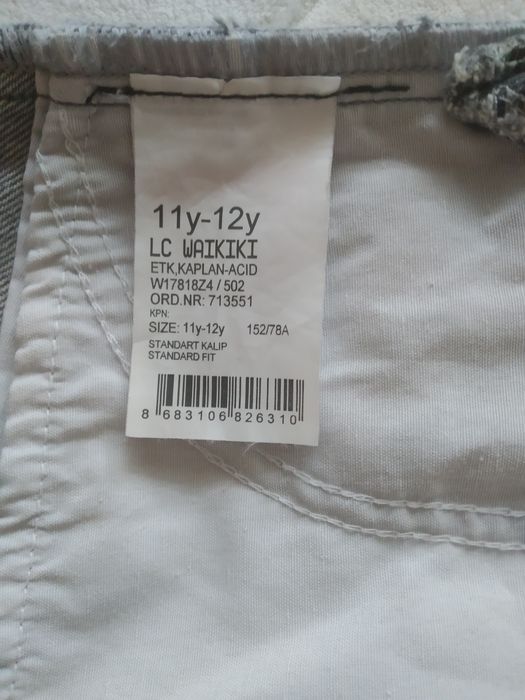 11y-12y
LC WAIKIKI
ETK,KAPLAN-ACID
W17818Z4 / 502
ORD.NR: 713551
KPN:
SIZE: 11y-12y 152/78A
STANDART KALIP
STANDARD FIT
8 683106 826310